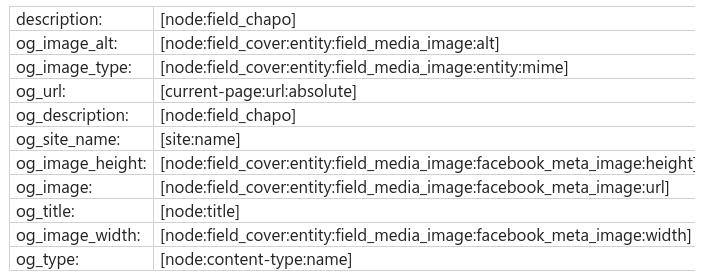 description: [node:field_chapo]
og_image_alt: [node:field_cover:entity:field_media_image:alt]
og_image_type: [node:field_cover:entity:field_media_image:entity:mime]
og_url: [current-page:url:absolute]
og_description: [node:field_chapo]
og_site_name: [site:name]
og_image_height: [node:field_cover:entity:field_media_image:facebook_meta_image:height]
og_image: [node:field_cover:entity:field_media_image:facebook_meta_image:url]
og_title: [node:title]
og_image_width: [node:field_cover:entity:field_media_image:facebook_meta_image:width]
og_type: [node:content-type:name]